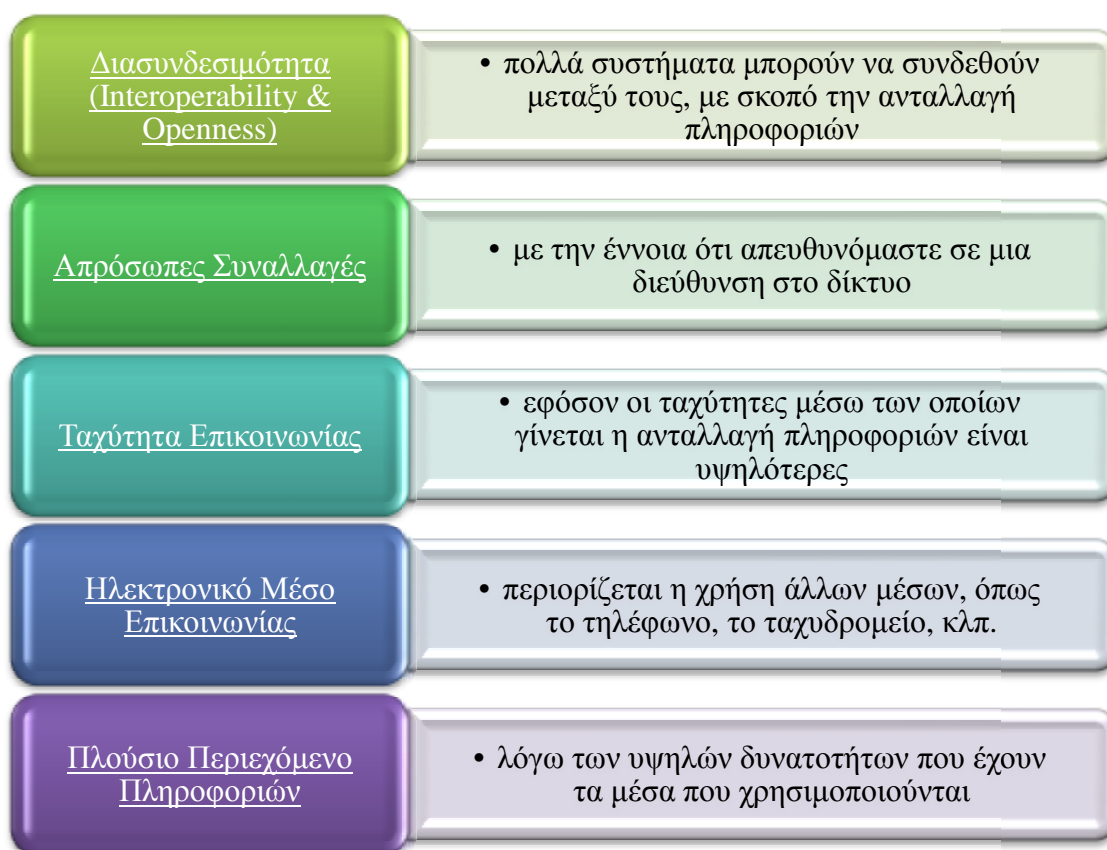 Διασυνδεσιμότητα
(Interoperability &
Openness)
• πολλά συστήματα μπορούν να συνδεθούν
μεταξύ τους, με σκοπό την ανταλλαγή
πληροφοριών
Απρόσωπες Συναλλαγές
• με την έννοια ότι απευθυνόμαστε σε μια
διεύθυνση στο δίκτυο
Ταχύτητα Επικοινωνίας
• εφόσον οι ταχύτητες μέσω των οποίων
γίνεται η ανταλλαγή πληροφοριών είναι
υψηλότερες
Ηλεκτρονικό Μέσο
Επικοινωνίας
• περιορίζεται η χρήση άλλων μέσων, όπως
το τηλέφωνο, το ταχυδρομείο, κλπ.
Πλούσιο Περιεχόμενο
Πληροφοριών
• λόγω των υψηλών δυνατοτήτων που έχουν
τα μέσα που χρησιμοποιούνται